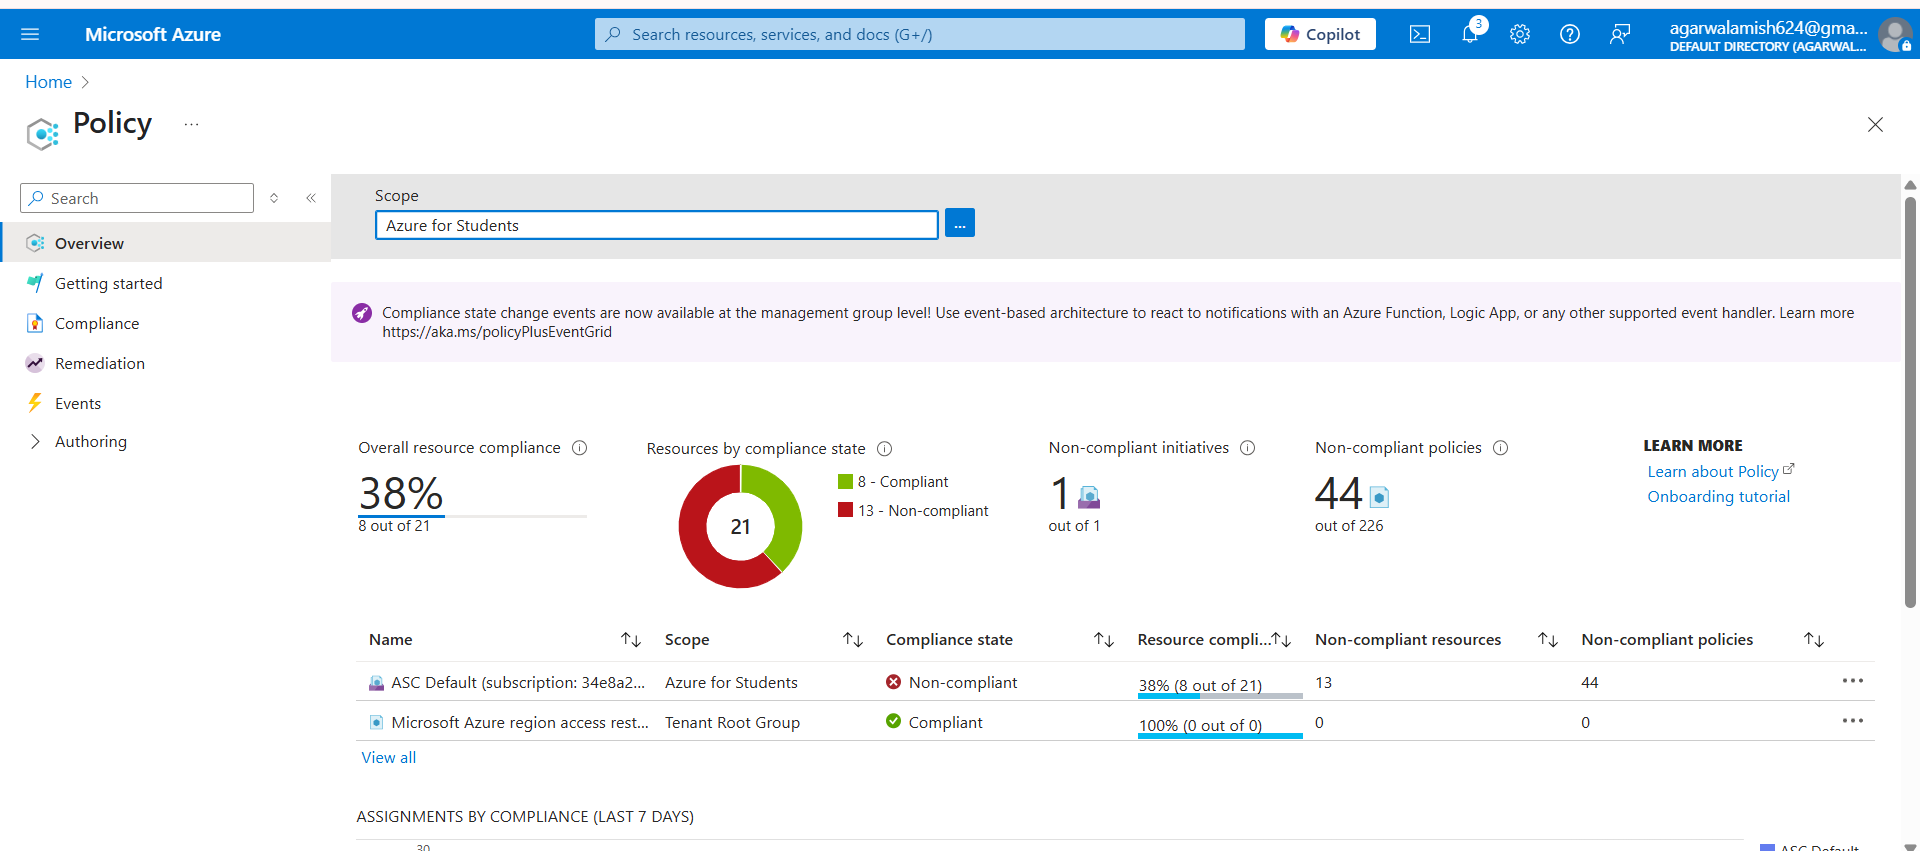 Microsoft Azure
Search resources, services, and docs (G+/)
Copilot
3
agarwalamish624@gma...
DEFAULT DIRECTORY (AGARWAL...
Home
Policy
...
Search
Overview
Getting started
Compliance
Remediation
Events
Authoring
Scope
Azure for Students
...
Compliance state change events are now available at the management group level! Use event-based architecture to react to notifications with an Azure Function, Logic App, or any other supported event handler. Learn more
https://aka.ms/policyPlusEventGrid
Overall resource compliance
38%
8 out of 21
Resources by compliance state
21
8 - Compliant
13 - Non-compliant
Non-compliant initiatives
1
out of 1
Non-compliant policies
44
out of 226
LEARN MORE
Learn about Policy
Onboarding tutorial
Name Scope Compliance state Resource compli... Non-compliant resources Non-compliant policies
ASC Default (subscription: 34e8a2... Azure for Students Non-compliant 38% (8 out of 21) 13 44
Microsoft Azure region access rest... Tenant Root Group Compliant 100% (0 out of 0) 0 0
View all
ASSIGNMENTS BY COMPLIANCE (LAST 7 DAYS)
30
ASC Default